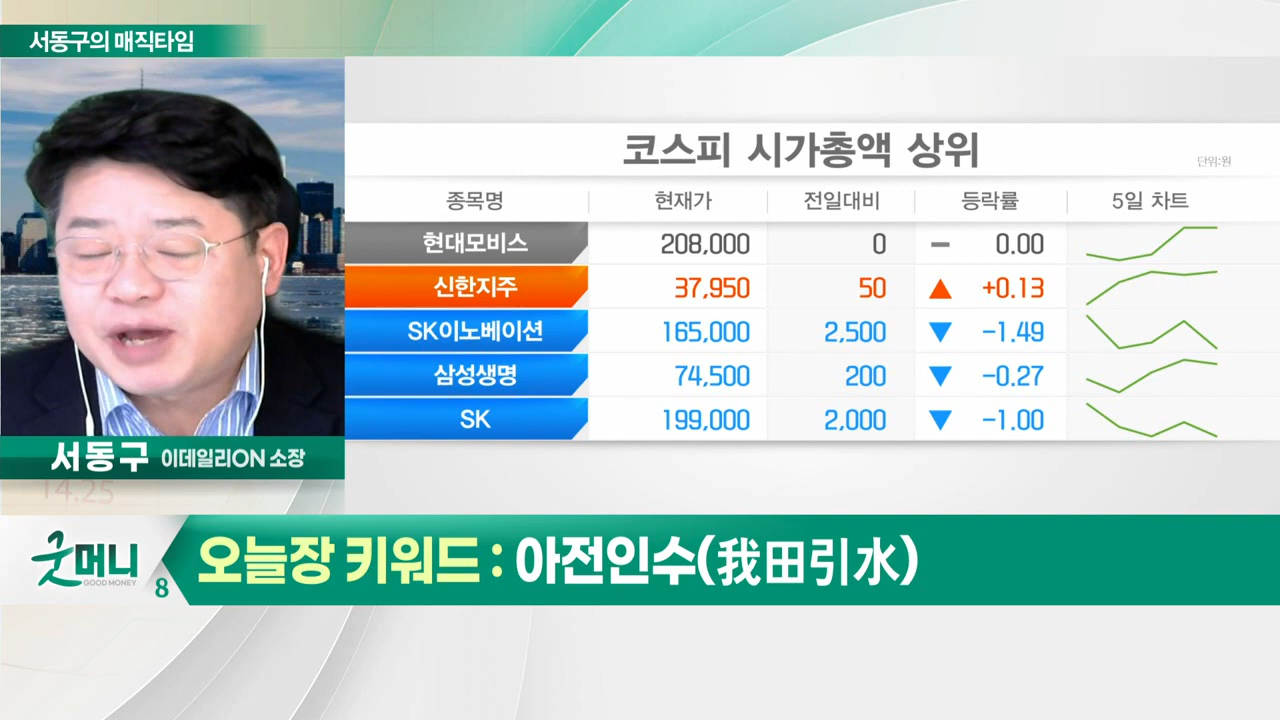 서동구의 매직타임
코스피 시가총액 상위
단위:원
종목명 현재가 전일대비 등락률 5일 차트
현대모비스 208,000 0 − 0.00
신한지주 37,950 50 ▲ +0.13
SK이노베이션 165,000 2,500 ▼ −1.49
삼성생명 74,500 200 ▼ −0.27
SK 199,000 2,000 ▼ −1.00
서동구 이데일리ON 소장
14.25
굿머니
GOOD MONEY
8
오늘장 키워드 : 아전인수(我田引水)